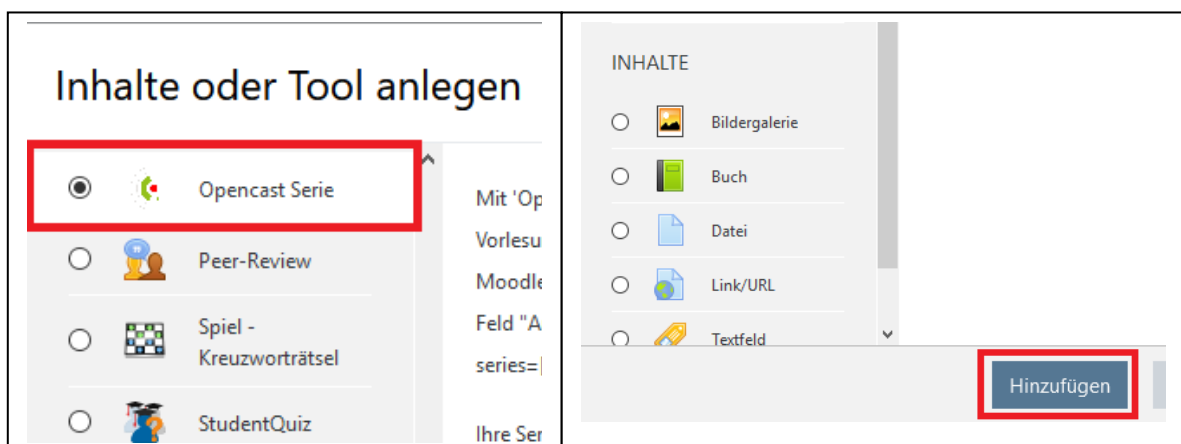 Inhalte oder Tool anlegen
Opencast Serie
Peer-Review
Spiel -
Kreuzworträtsel
StudentQuiz
Mit 'Op
Vorlesu
Moodle
Feld "A
series=
Ihre Ser
INHALTE
Bildergalerie
Buch
Datei
Link/URL
Textfeld
Hinzufügen